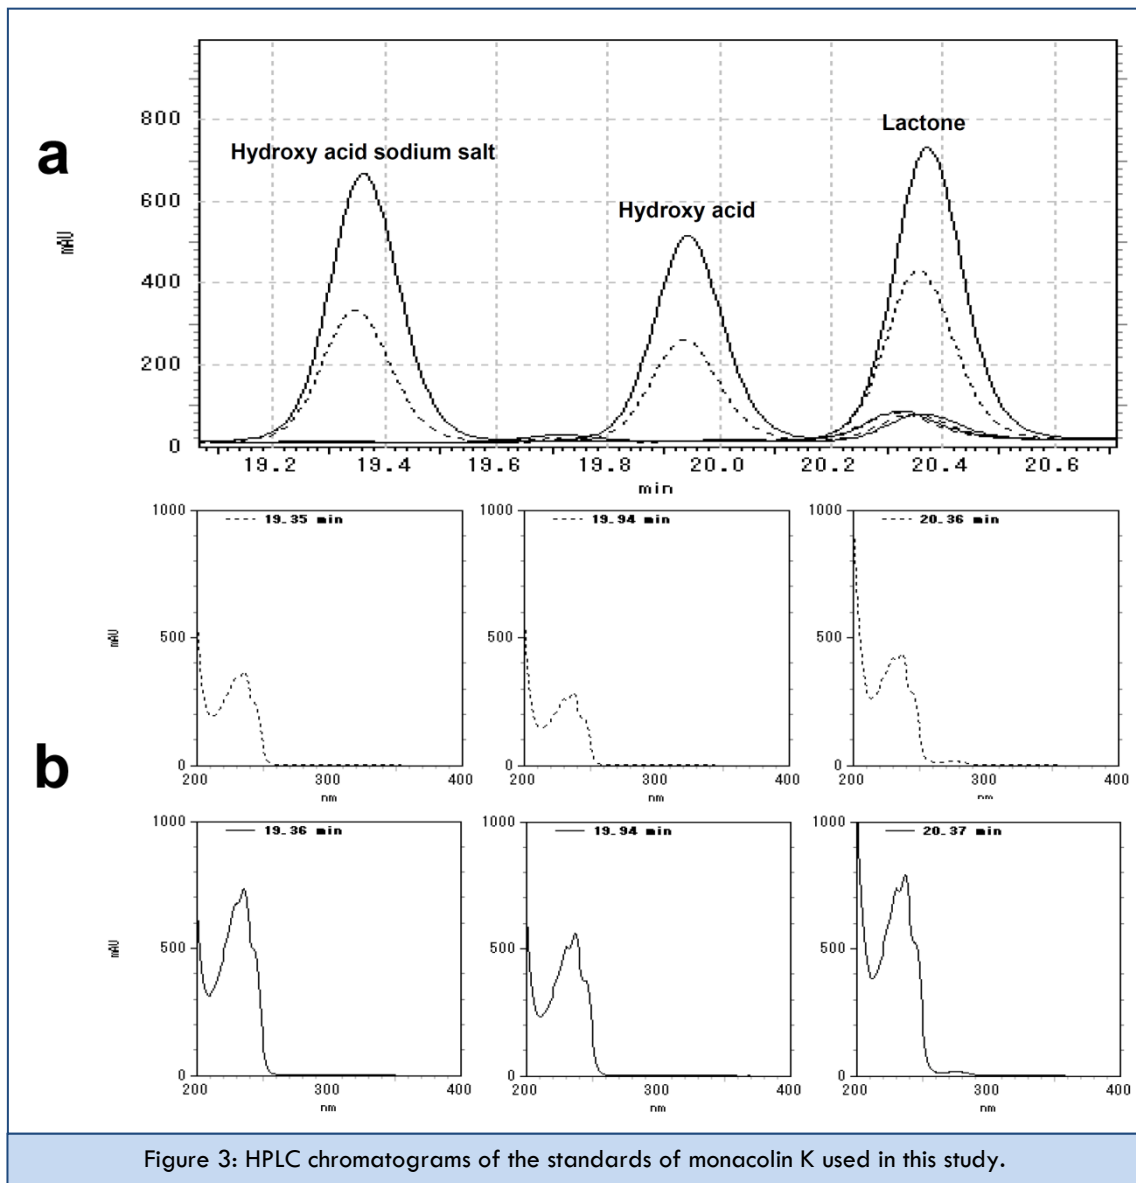 a
mAU
800
600
400
200
0
Hydroxy acid sodium salt
Hydroxy acid
Lactone
19.2 19.4 19.6 19.8 20.0 20.2 20.4 20.6
min
b
1000
500
0
mAU
19.35 min
200 300 400
nm
1000
500
0
19.94 min
200 300 400
nm
1000
500
0
20.36 min
200 300 400
nm
1000
500
0
mAU
19.36 min
200 300 400
nm
1000
500
0
19.94 min
200 300 400
nm
1000
500
0
20.37 min
200 300 400
nm
Figure 3: HPLC chromatograms of the standards of monacolin K used in this study.